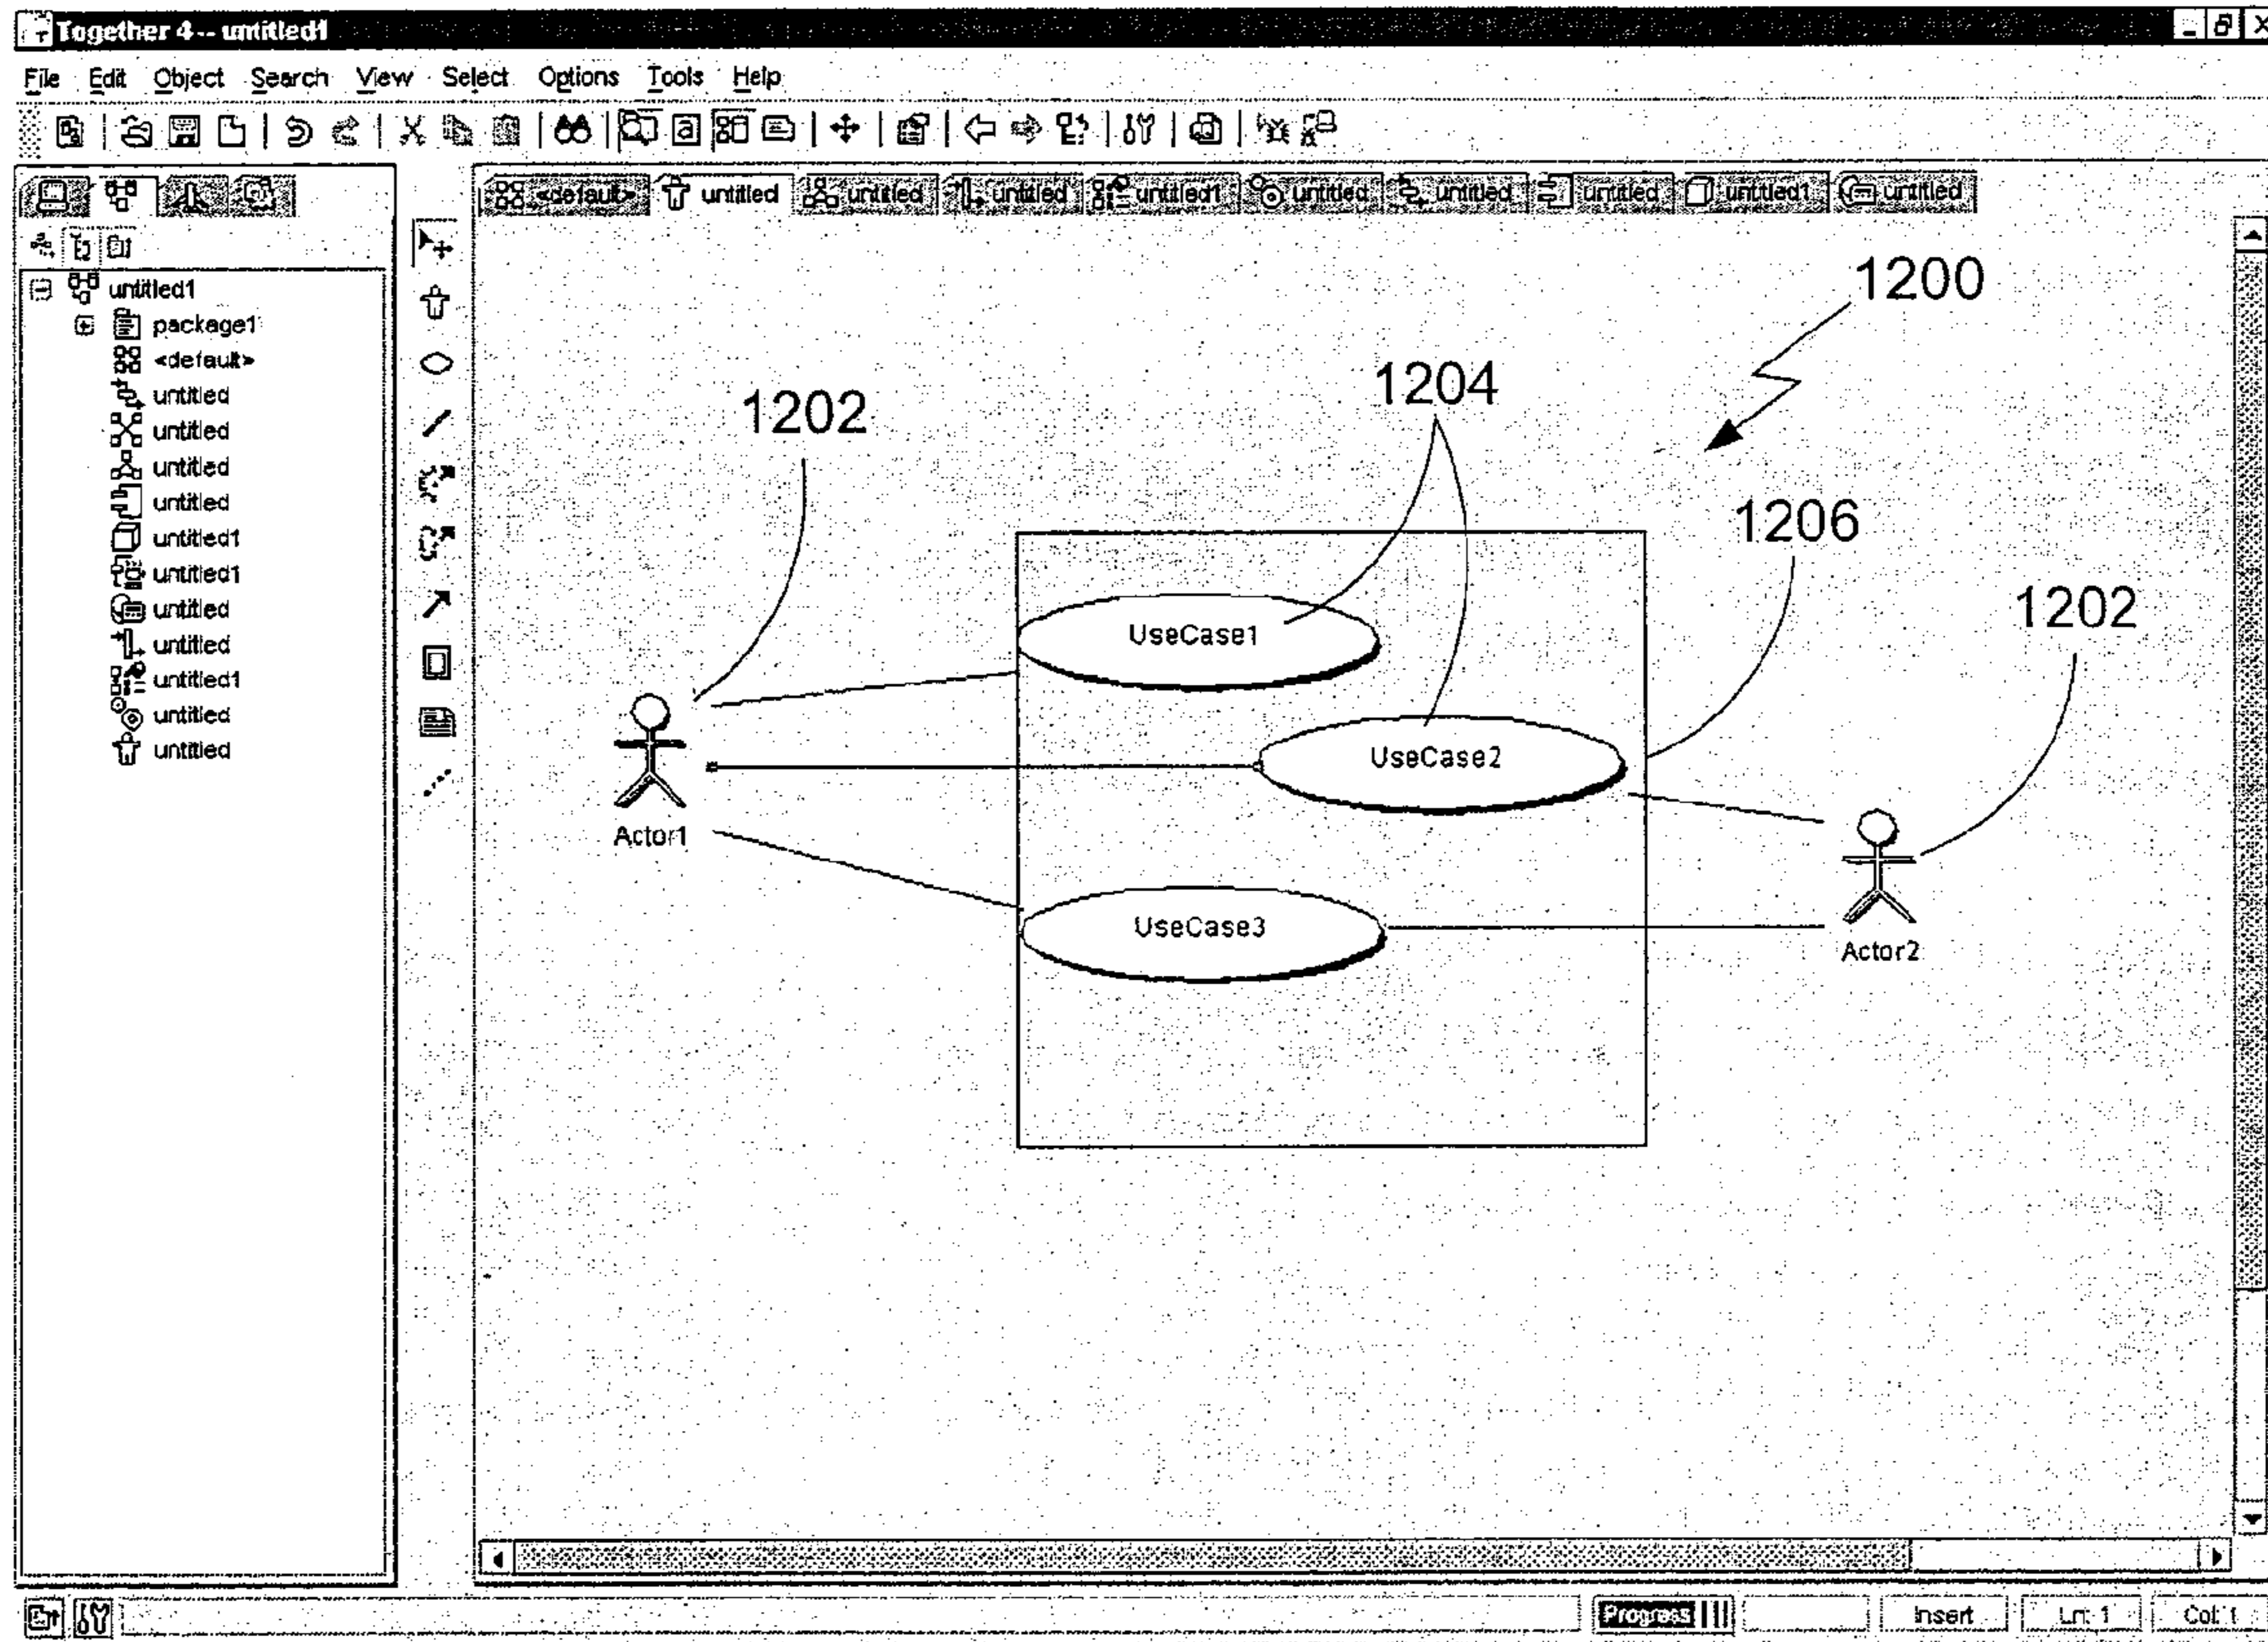 Together 4 -- untitled1
File Edit Object Search View Select Options Tools Help
<default> untitled untitled untitled untitled1 untitled untitled untitled untitled1 untitled
untitled1
package1
<default>
untitled
untitled
untitled
untitled
untitled1
untitled1
untitled
untitled
untitled1
untitled
untitled
1200
1204
1202
1206
1202
UseCase1
UseCase2
UseCase3
Actor1
Actor2
Progress Insert Ln: 1 Col: 1